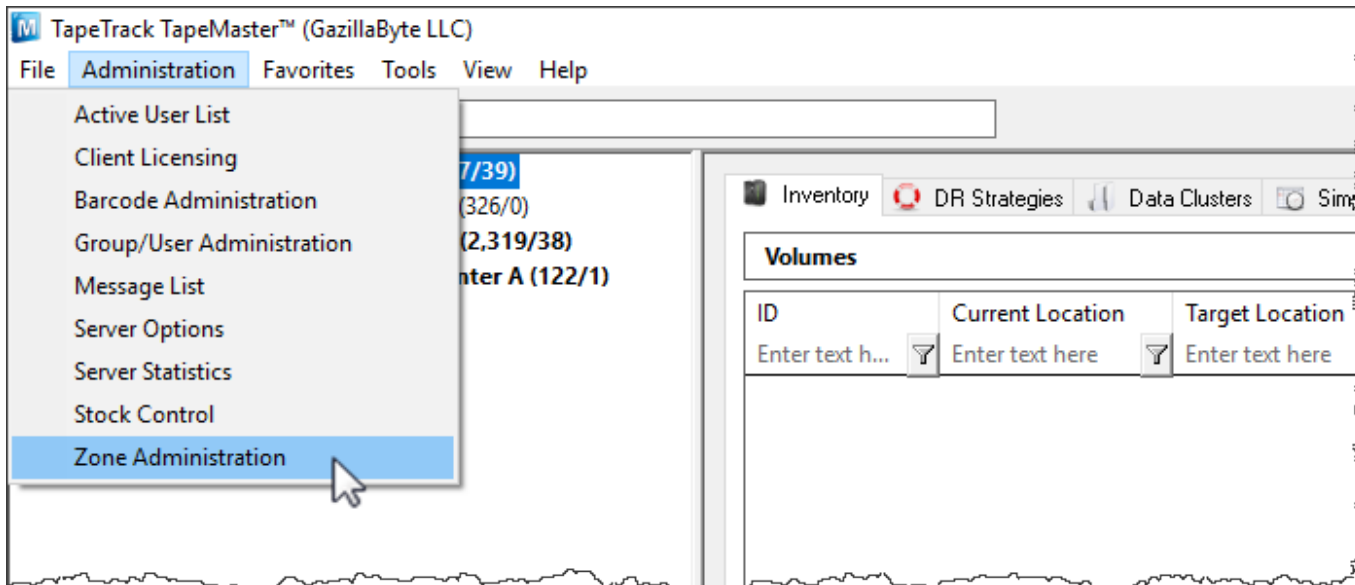 TapeTrack TapeMaster™ (GazillaByte LLC)
File Administration Favorites Tools View Help
Active User List
Client Licensing
Barcode Administration
Group/User Administration
Message List
Server Options
Server Statistics
Stock Control
Zone Administration
7/39)
(326/0)
(2,319/38)
nter A (122/1)
Inventory DR Strategies Data Clusters
Volumes
ID Current Location Target Location
Enter text h... Enter text here Enter text here